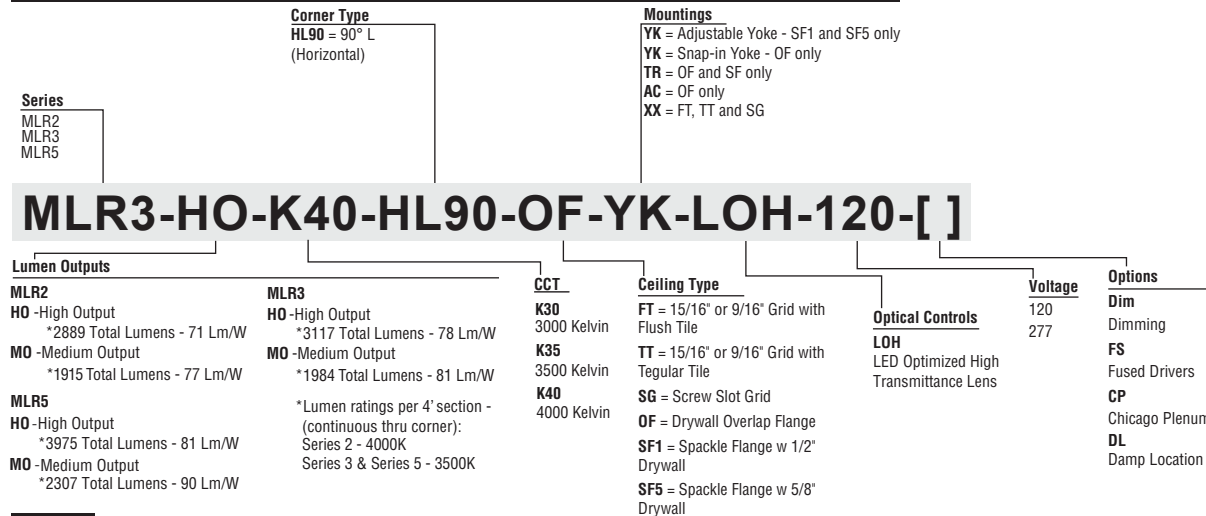 Corner Type
HL90 = 90° L
(Horizontal)
Mountings
YK = Adjustable Yoke - SF1 and SF5 only
YK = Snap-in Yoke - OF only
TR = OF and SF only
AC = OF only
XX = FT, TT and SG
Series
MLR2
MLR3
MLR5
MLR3-HO-K40-HL90-OF-YK-LOH-120-[ ]
Lumen Outputs
MLR2
HO -High Output
*2889 Total Lumens - 71 Lm/W
MO -Medium Output
*1915 Total Lumens - 77 Lm/W
MLR5
HO -High Output
*3975 Total Lumens - 81 Lm/W
MO -Medium Output
*2307 Total Lumens - 90 Lm/W
MLR3
HO -High Output
*3117 Total Lumens - 78 Lm/W
MO -Medium Output
*1984 Total Lumens - 81 Lm/W
*Lumen ratings per 4' section -
(continuous thru corner):
Series 2 - 4000K
Series 3 & Series 5 - 3500K
CCT
K30
3000 Kelvin
K35
3500 Kelvin
K40
4000 Kelvin
Ceiling Type
FT = 15/16" or 9/16" Grid with
Flush Tile
TT = 15/16" or 9/16" Grid with
Tegular Tile
SG = Screw Slot Grid
OF = Drywall Overlap Flange
SF1 = Spackle Flange w 1/2"
Drywall
SF5 = Spackle Flange w 5/8"
Drywall
Optical Controls
LOH
LED Optimized High
Transmittance Lens
Voltage
120
277
Options
Dim
Dimming
FS
Fused Drivers
CP
Chicago Plenum
DL
Damp Location